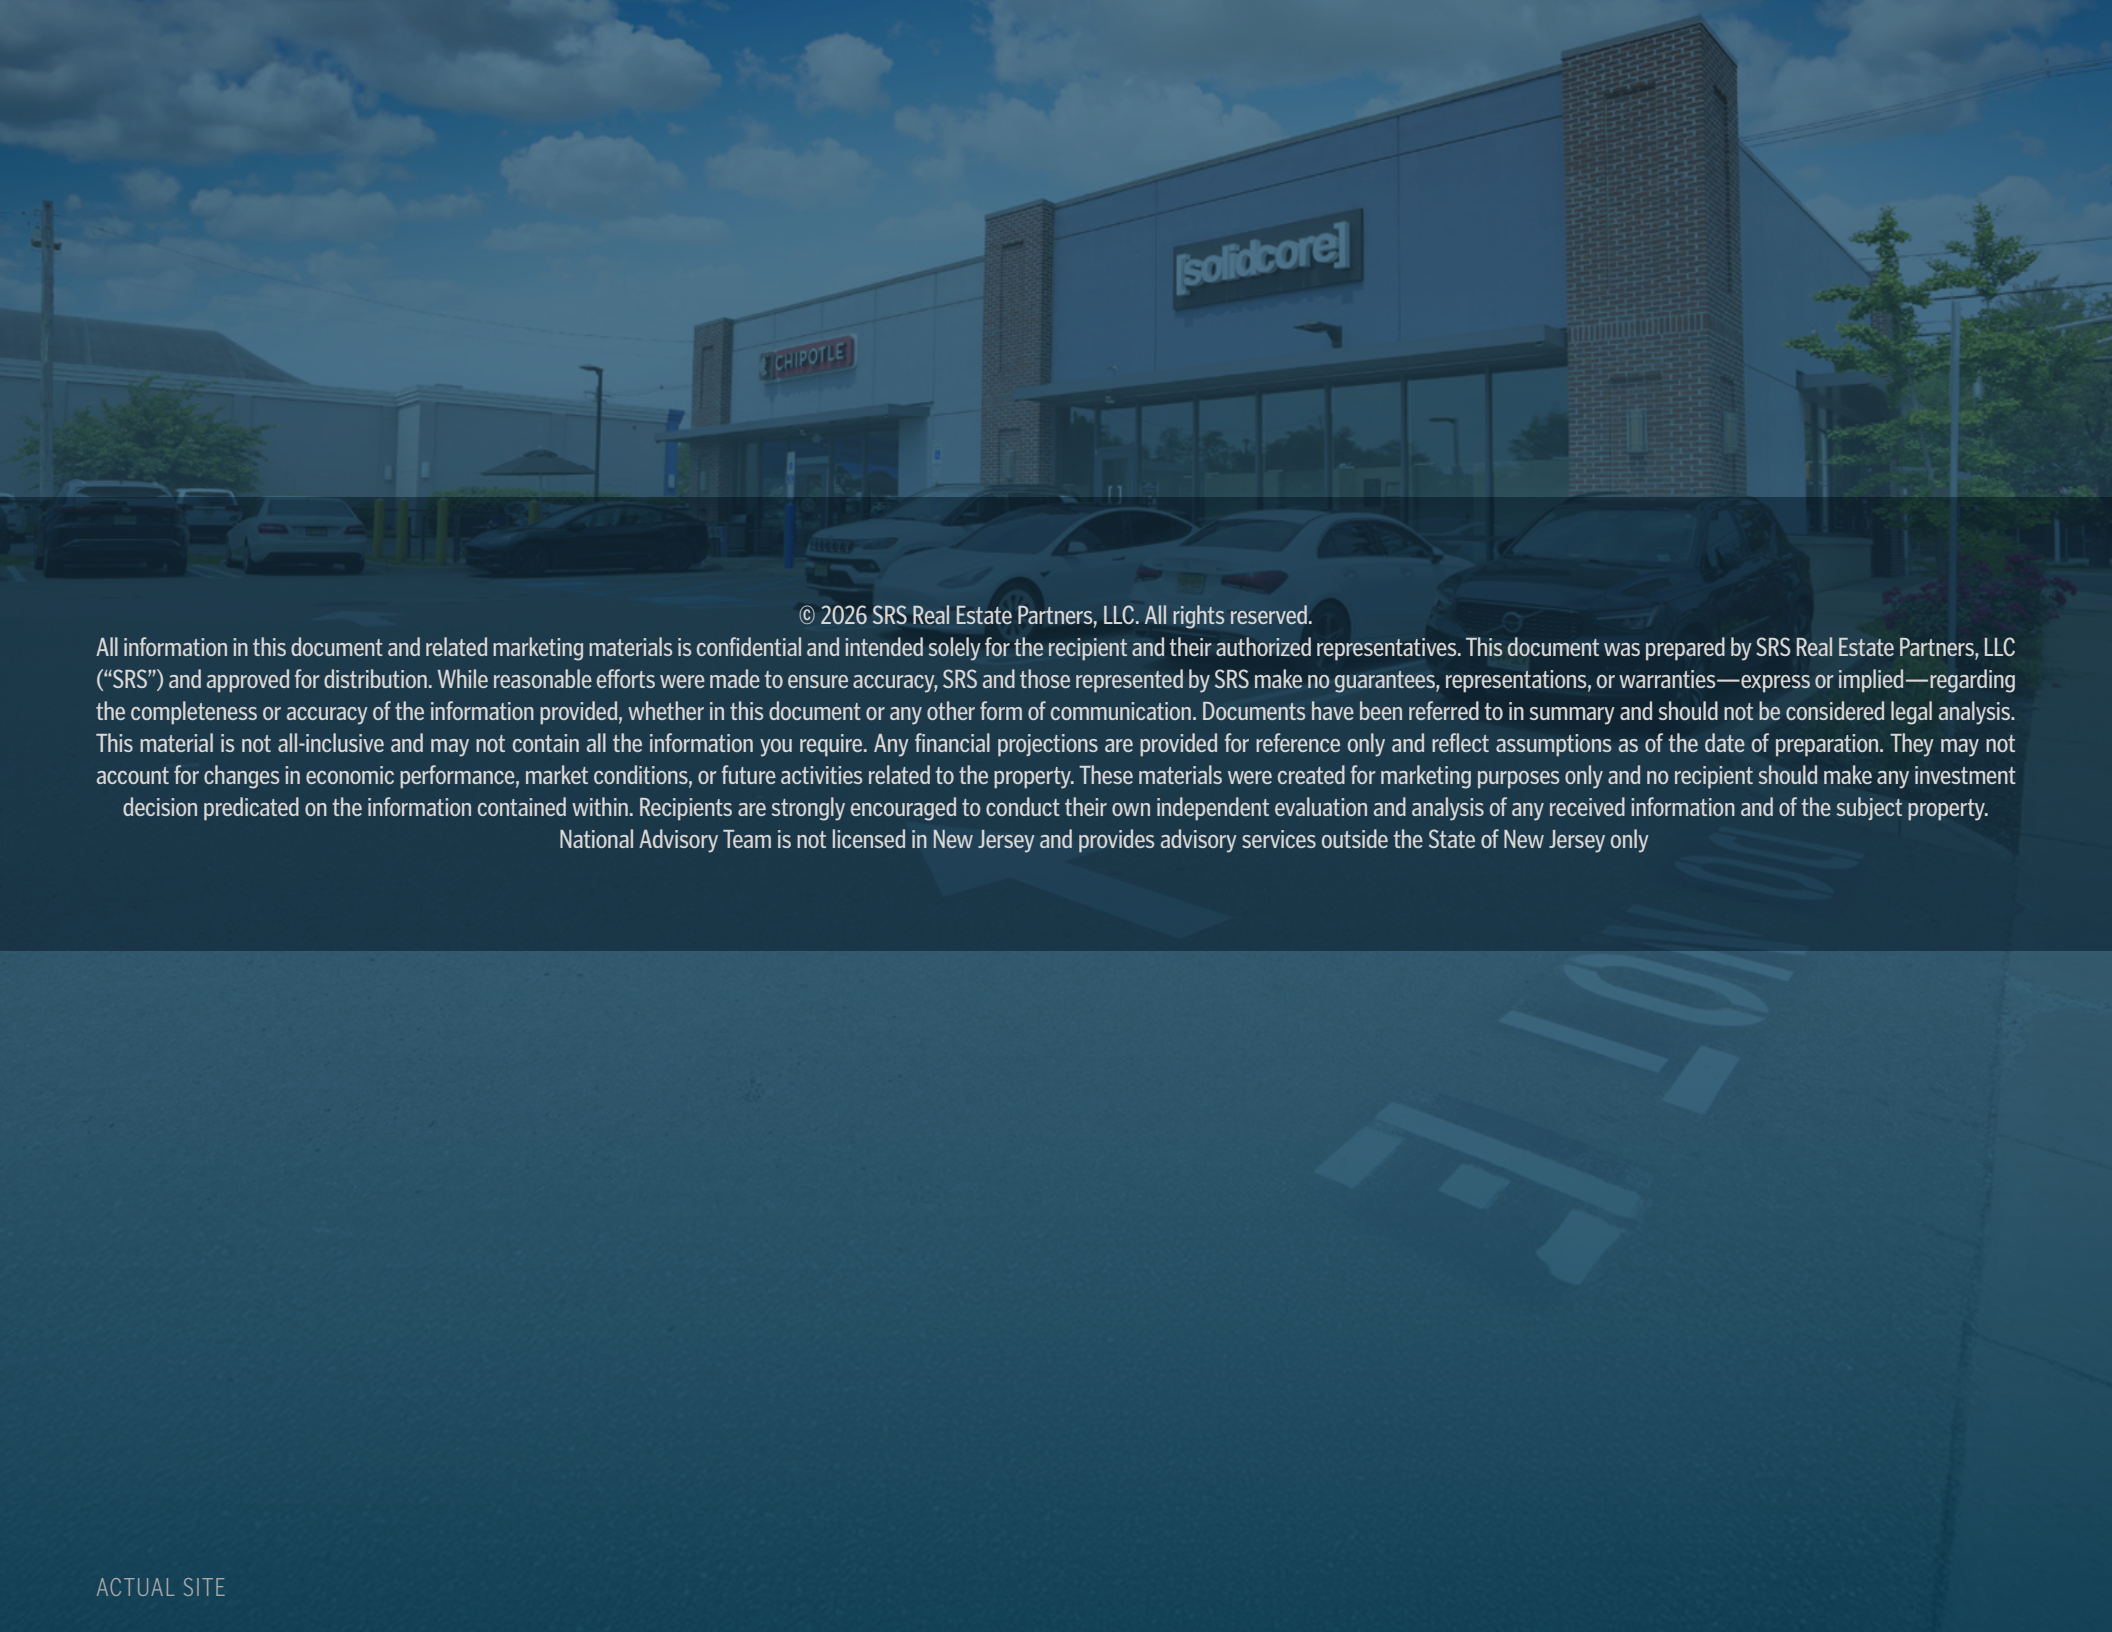 [solidcore]
CHIPOTLE
© 2026 SRS Real Estate Partners, LLC. All rights reserved.
All information in this document and related marketing materials is confidential and intended solely for the recipient and their authorized representatives. This document was prepared by SRS Real Estate Partners, LLC
(“SRS”) and approved for distribution. While reasonable efforts were made to ensure accuracy, SRS and those represented by SRS make no guarantees, representations, or warranties—express or implied—regarding
the completeness or accuracy of the information provided, whether in this document or any other form of communication. Documents have been referred to in summary and should not be considered legal analysis.
This material is not all-inclusive and may not contain all the information you require. Any financial projections are provided for reference only and reflect assumptions as of the date of preparation. They may not
account for changes in economic performance, market conditions, or future activities related to the property. These materials were created for marketing purposes only and no recipient should make any investment
decision predicated on the information contained within. Recipients are strongly encouraged to conduct their own independent evaluation and analysis of any received information and of the subject property.
National Advisory Team is not licensed in New Jersey and provides advisory services outside the State of New Jersey only
DO
NOT
E
ACTUAL SITE